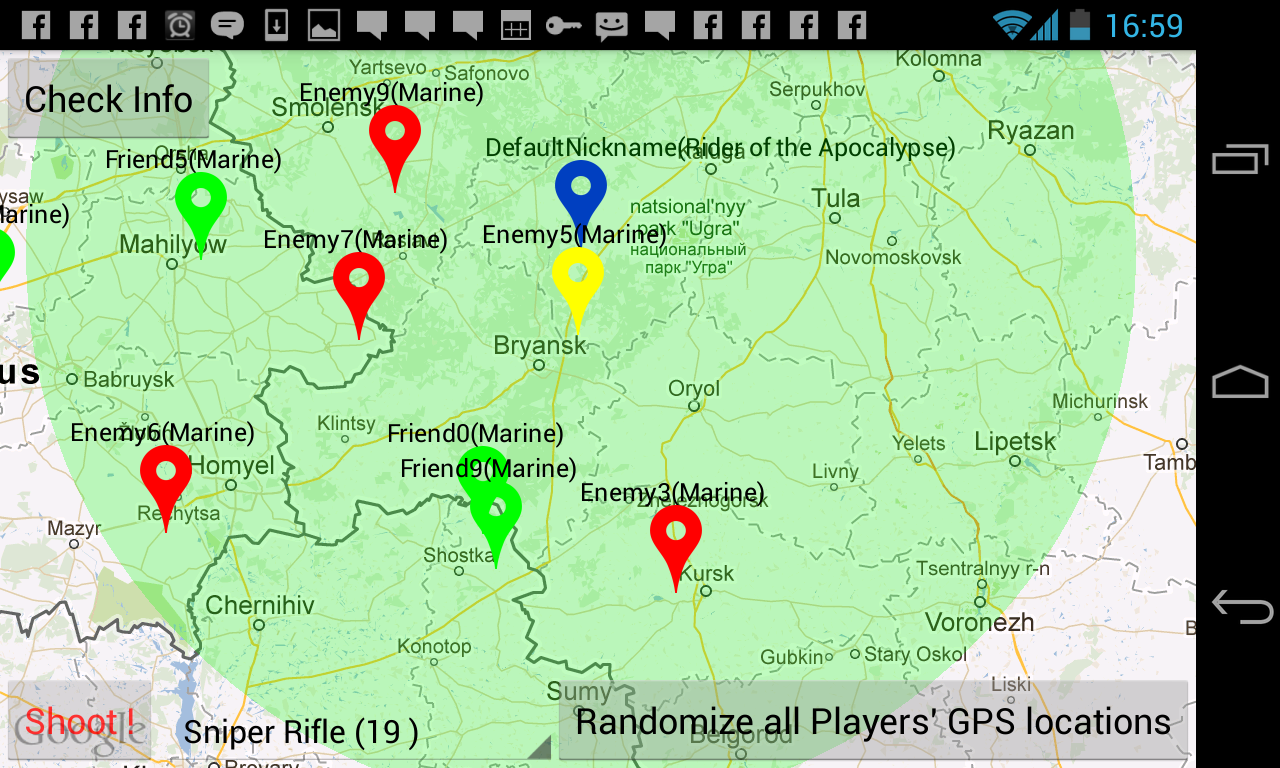 16:59
Yartsevo
Safonovo
Kolomna
Check Info
Enemy9(Marine)
Serpukhov
Smolensk
Ryazan
DefaultNickname(Rider of the Apocalypse)
Kaluga
Friend5(Marine)
ysaw
Tula
natsional'nyy
park "Ugra"
национальный
парк "Угра"
Mahilyow
Enemy7(Marine)
Enemy5(Marine)
Novomoskovsk
Bryansk
us
Babruysk
Oryol
Michurinsk
Klintsy
Enemy6(Marine)
Friend0(Marine)
Yelets
Lipetsk
Homyel
Friend9(Marine)
Livny
Tamb
Enemy3(Marine)
Zheleznogorsk
Rechytsa
Mazyr
Shostka
Kursk
Tsentralnyy r-n
Chernihiv
Voronezh
B
Konotop
Gubkin
Stary Oskol
Sumy
Liski
Shoot !
Google
Sniper Rifle (19 )
Randomize all Players' GPS locations
Belgorod